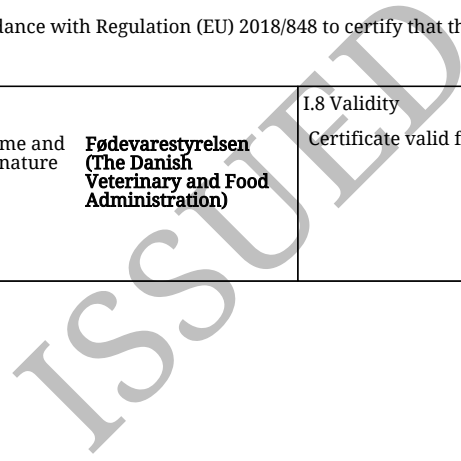 dance with Regulation (EU) 2018/848 to certify that th
I.8 Validity
me and Fødevarestyrelsen
nature (The Danish
Veterinary and Food
Administration)
Certificate valid f
ISSUED